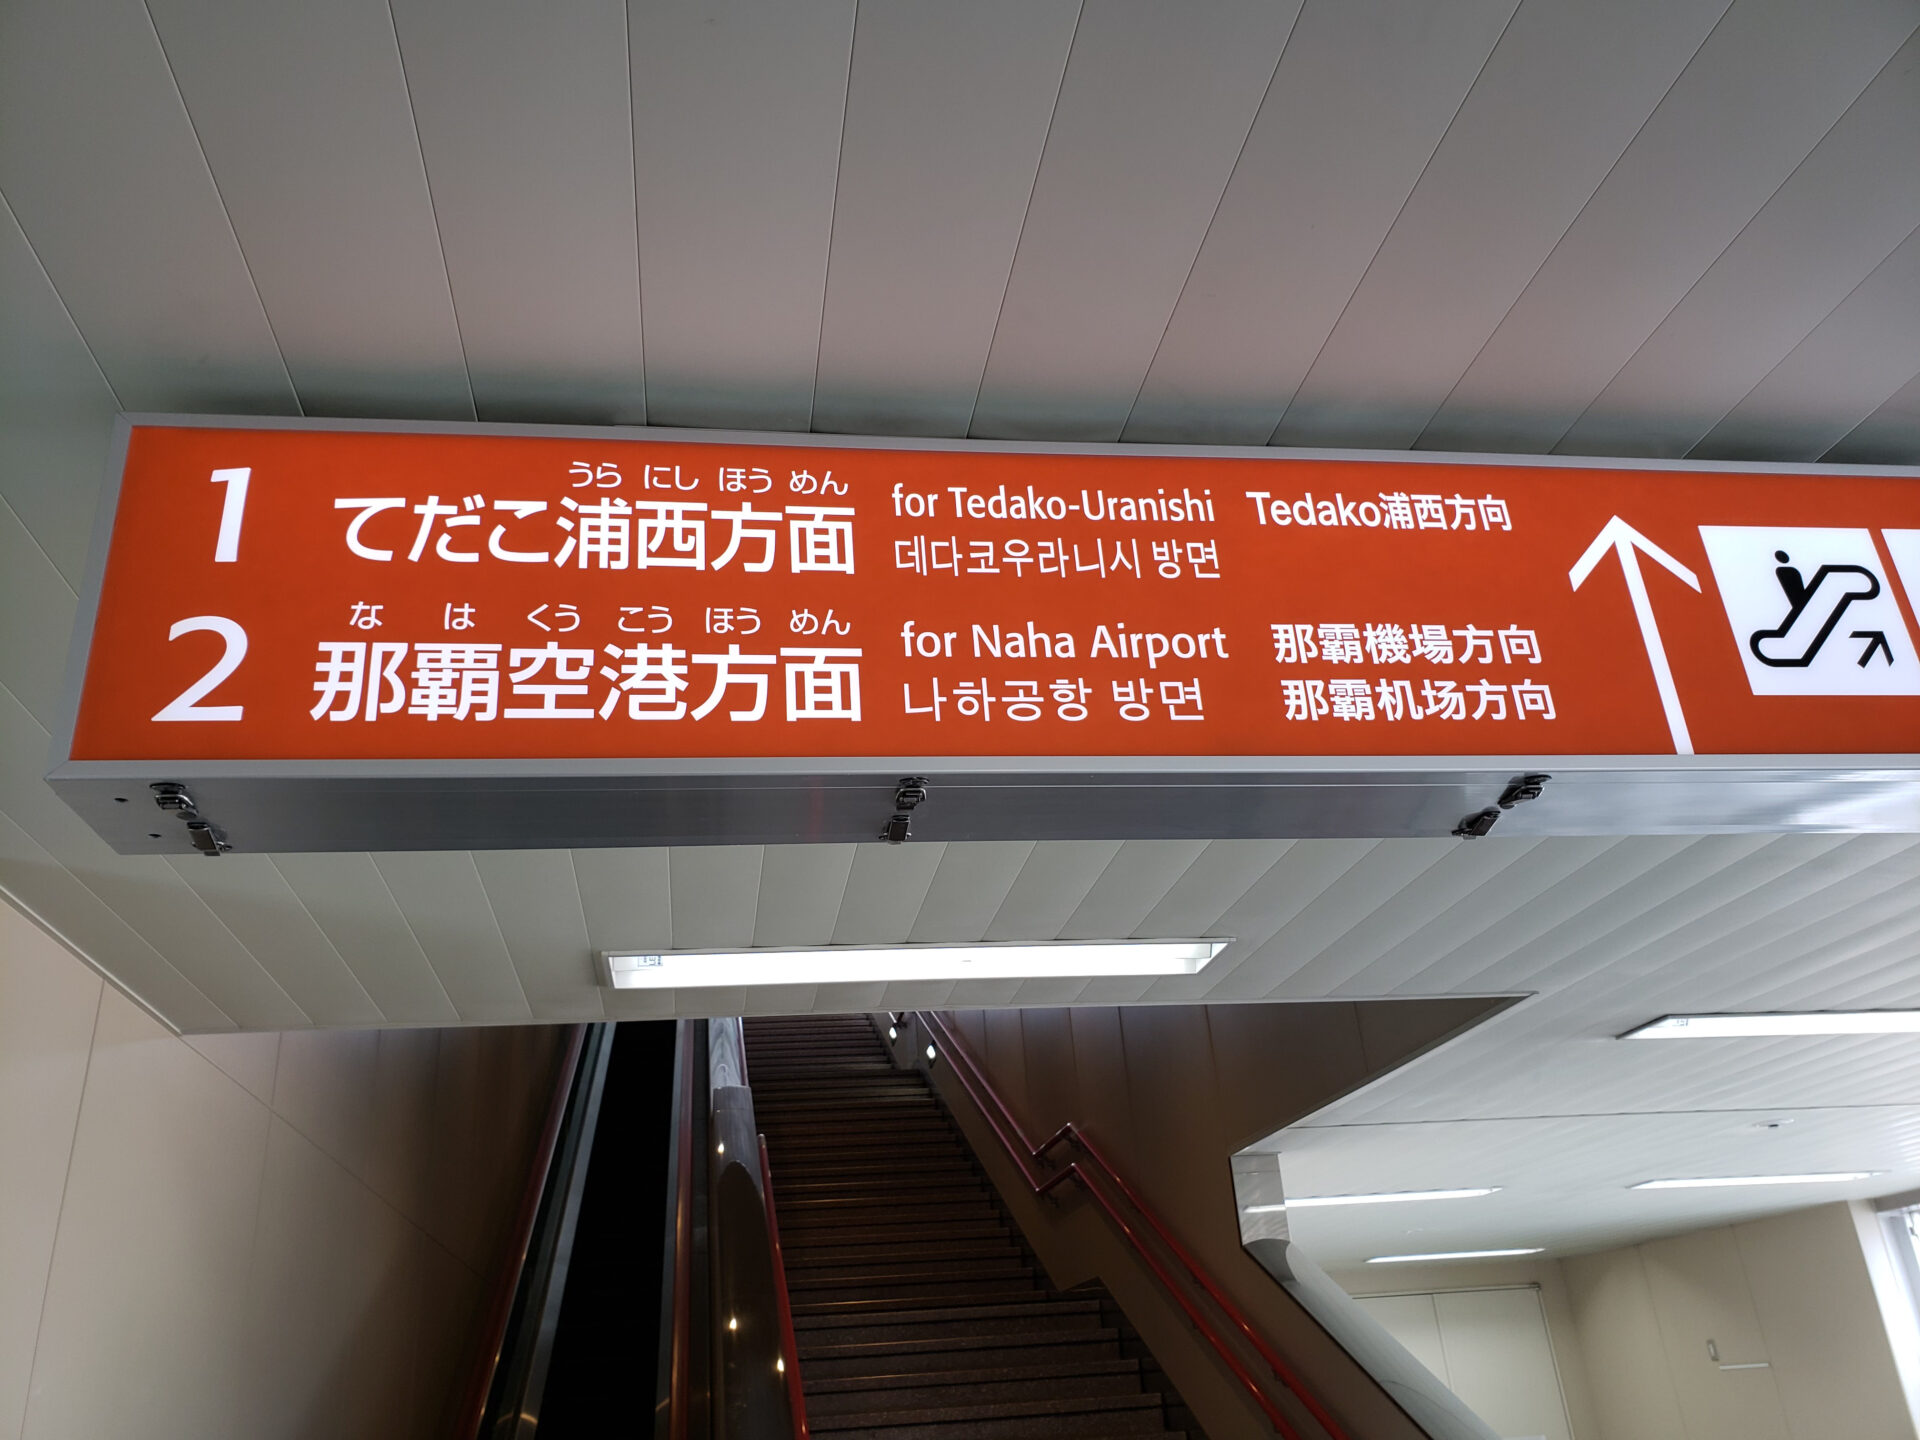 1
うら にし ほう めん
てだこ浦西方面
for Tedako-Uranishi
데다코우라니시 방면
Tedako浦西方向
2
な は くう こう ほう めん
那覇空港方面
for Naha Airport
나하공항 방면
那霸機場方向
那霸机场方向